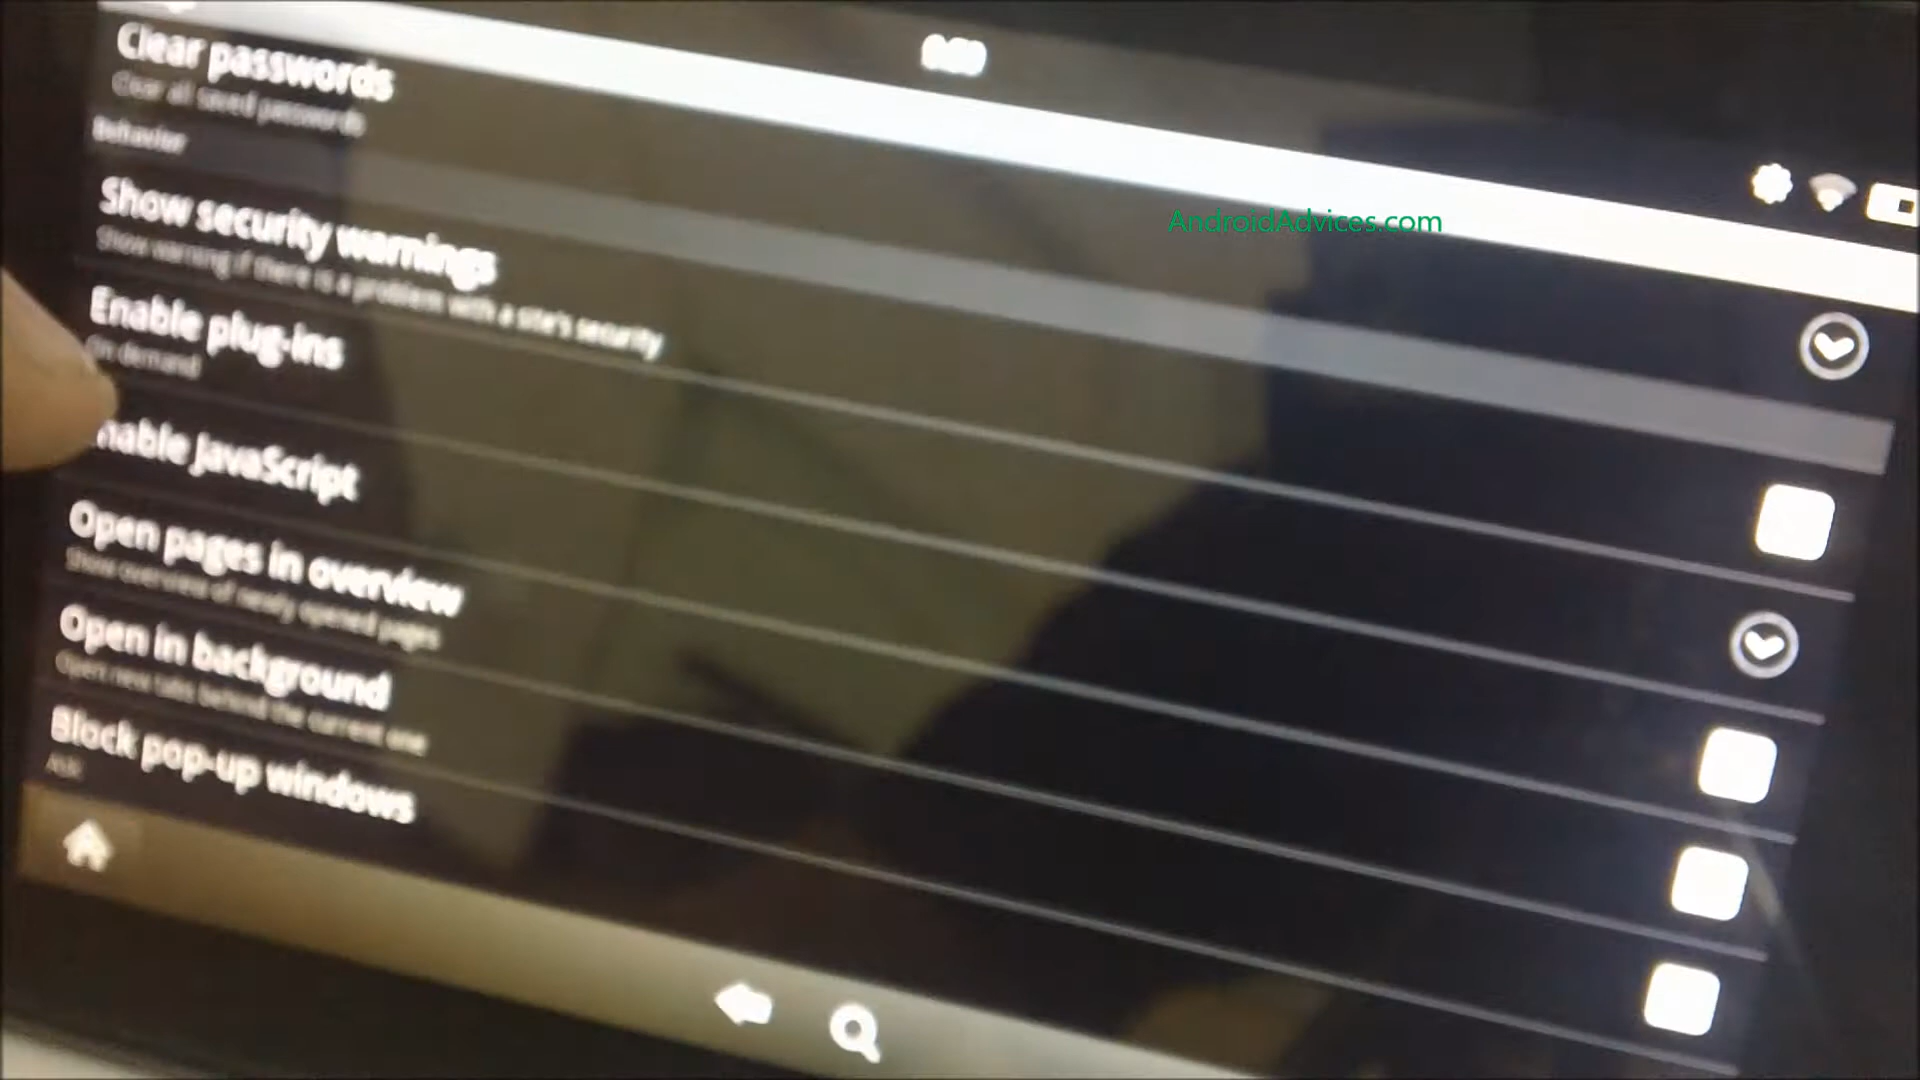 Clear passwords
Clear all saved passwords
AndroidAdvices.com
Behavior
Show security warnings
Show warning if there is a problem with a site's security
Enable plug-ins
On demand
nable JavaScript
Open pages in overview
Show overview of newly opened pages
Open in background
Open new tabs behind the current one
Block pop-up windows
Ask